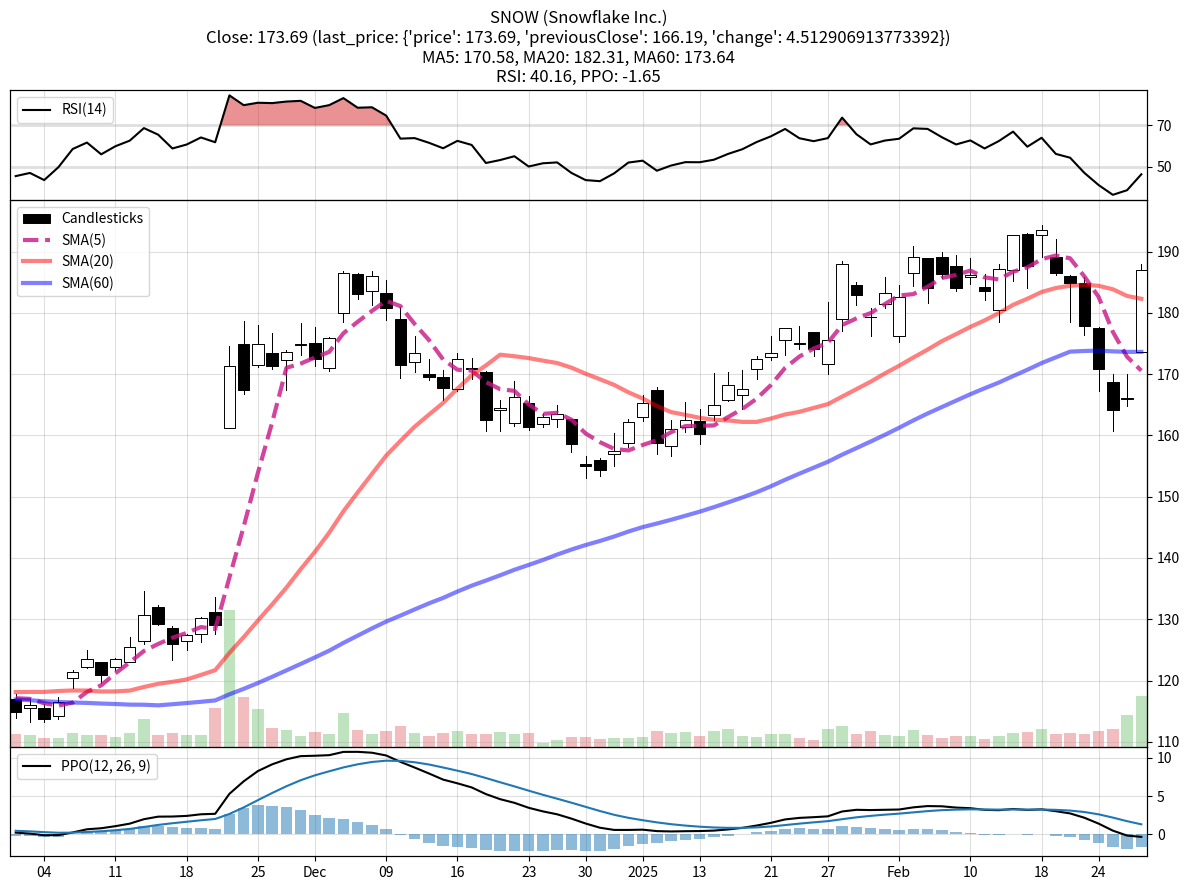 SNOW (Snowflake Inc.)
Close: 173.69 (last_price: {'price': 173.69, 'previousClose': 166.19, 'change': 4.512906913773392})
MA5: 170.58, MA20: 182.31, MA60: 173.64
RSI: 40.16, PPO: -1.65
RSI(14)
70
50
Candlesticks
SMA(5)
SMA(20)
SMA(60)
190
180
170
160
150
140
130
120
110
PPO(12, 26, 9)
10
5
0
04 11 18 25 Dec 09 16 23 30 2025 13 21 27 Feb 10 18 24